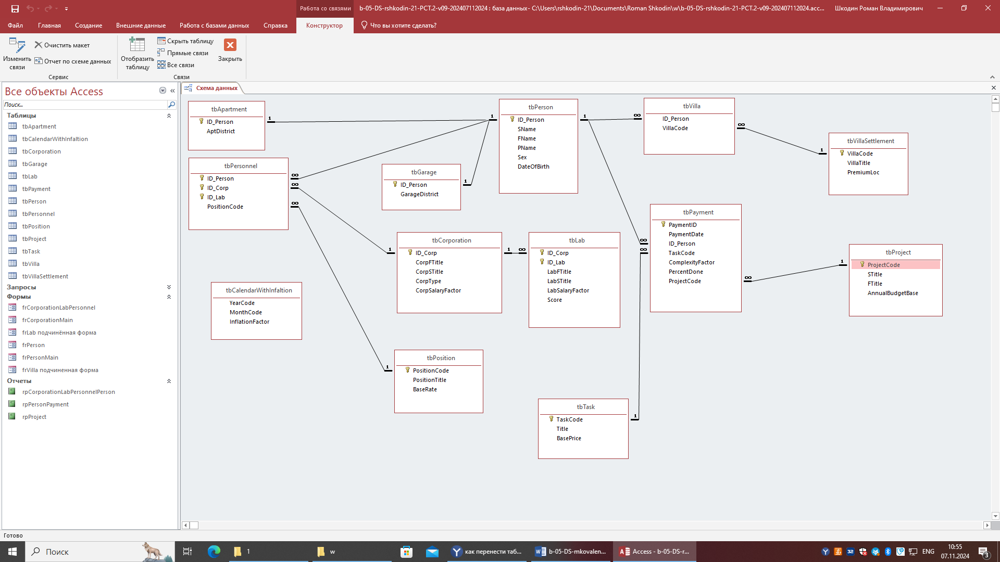 Работа со связями
b-05-DS-rshkodin-21-PCT.2-v09-202407112024 : база данных- C:\Users\rshkodin-21\Documents\Roman Shkodin\w\b-05-DS-rshkodin-21-PCT.2-v09-202407112024.acc...
Шкодин Роман Владимирович
Файл
Главная
Создание
Внешние данные
Работа с базами данных
Справка
Конструктор
Что вы хотите сделать?
Изменить связи
Очистить макет
Отчет по схеме данных
Сервис
Отобразить таблицу
Скрыть таблицу
Прямые связи
Все связи
Связи
Закрыть
Все объекты Access
Поиск...
Таблицы
tbApartment
tbCalendarWithInfaltion
tbCorporation
tbGarage
tbLab
tbPayment
tbPerson
tbPersonnel
tbPosition
tbProject
tbTask
tbVilla
tbVillaSettlement
Запросы
Формы
frCorporationLabPersonnel
frCorporationMain
frLab подчинённая форма
frPerson
frPersonMain
frVilla подчиненная форма
Отчеты
rpCorporationLabPersonnelPerson
rpPersonPayment
rpProject
Схема данных
tbApartment
ID_Person
AptDistrict
1
1
tbPersonnel
ID_Person
ID_Corp
ID_Lab
PositionCode
∞
∞
∞
tbGarage
ID_Person
GarageDistrict
1
tbPerson
ID_Person
SName
FName
PName
Sex
DateOfBirth
1
∞
tbVilla
ID_Person
VillaCode
∞
1
tbVillaSettlement
VillaCode
VillaTitle
PremiumLoc
tbPayment
PaymentID
PaymentDate
ID_Person
TaskCode
ComplexityFactor
PercentDone
ProjectCode
∞
∞
∞
1
tbProject
ProjectCode
STitle
FTitle
AnnualBudgetBase
1
tbCorporation
ID_Corp
CorpFTitle
CorpSTitle
CorpType
CorpSalaryFactor
1
∞
tbLab
ID_Corp
ID_Lab
LabFTitle
LabSTitle
LabSalaryFactor
Score
tbCalendarWithInfaltion
YearCode
MonthCode
InflationFactor
1
tbPosition
PositionCode
PositionTitle
BaseRate
tbTask
TaskCode
Title
BasePrice
1
Готово
Поиск
1
w
как перенести таб...
b-05-DS-mkovalen...
Access - b-05-DS-r...
32
ENG
10:55
07.11.2024
3